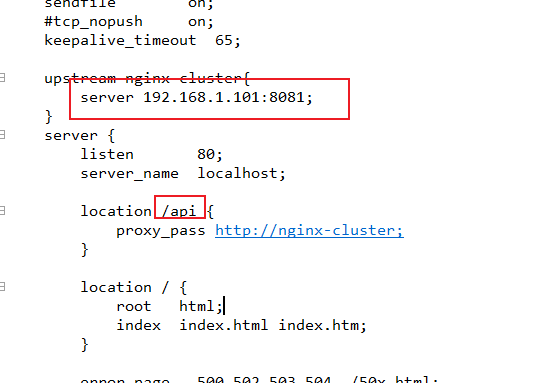 sendfile        on;
#tcp_nopush     on;
keepalive_timeout  65;
upstream nginx-cluster{
server 192.168.1.101:8081;
}
server {
listen       80;
server_name  localhost;
location /api {
proxy_pass http://nginx-cluster;
}
location / {
root   html;
index  index.html index.htm;
}
error_page   500 502 503 504  /50x.html;